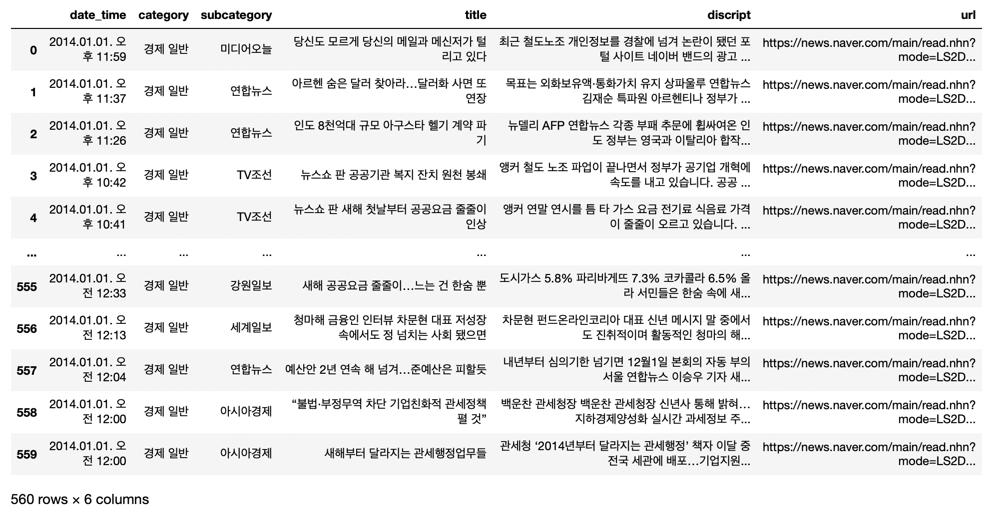 date_time category subcategory title discript url
0 2014.01.01. 오후 11:59 경제 일반 미디어오늘 당신도 모르게 당신의 메일과 메신저가 털리고 있다 최근 철도노조 개인정보를 경찰에 넘겨 논란이 됐던 포털 사이트 네이버 밴드의 광고 ... https://news.naver.com/main/read.nhn?mode=LS2D...
1 2014.01.01. 오후 11:37 경제 일반 연합뉴스 아르헨 숨은 달러 찾아라…달러화 사면 또 연장 목표는 외화보유액·통화가치 유지 상파울루 연합뉴스 김재순 특파원 아르헨티나 정부가 ... https://news.naver.com/main/read.nhn?mode=LS2D...
2 2014.01.01. 오후 11:26 경제 일반 연합뉴스 인도 8천억대 규모 아구스타 헬기 계약 파기 뉴델리 AFP 연합뉴스 각종 부패 추문에 휩싸여온 인도 정부는 영국과 이탈리아 합작... https://news.naver.com/main/read.nhn?mode=LS2D...
3 2014.01.01. 오후 10:42 경제 일반 TV조선 뉴스쇼 판 공공기관 복지 잔치 원천 봉쇄 앵커 철도 노조 파업이 끝나면서 정부가 공기업 개혁에 속도를 내고 있습니다. 공공 ... https://news.naver.com/main/read.nhn?mode=LS2D...
4 2014.01.01. 오후 10:41 경제 일반 TV조선 뉴스쇼 판 새해 첫날부터 공공요금 줄줄이 인상 앵커 연말 연시를 틈 타 가스 요금 전기료 식음료 가격이 줄줄이 오르고 있습니다. ... https://news.naver.com/main/read.nhn?mode=LS2D...
... ... ... ... ... ... ...
555 2014.01.01. 오전 12:33 경제 일반 강원일보 새해 공공요금 줄줄이…느는 건 한숨 뿐 도시가스 5.8% 파리바게뜨 7.3% 코카콜라 6.5% 올라 서민들은 한숨 속에 새... https://news.naver.com/main/read.nhn?mode=LS2D...
556 2014.01.01. 오전 12:13 경제 일반 세계일보 청마해 금융인 인터뷰 차문현 대표 저성장 속에서도 정 넘치는 사회 됐으면 차문현 펀드온라인코리아 대표 신년 메시지 말 중에서도 진취적이며 활동적인 청마의 해... https://news.naver.com/main/read.nhn?mode=LS2D...
557 2014.01.01. 오전 12:04 경제 일반 연합뉴스 예산안 2년 연속 해 넘겨…준예산은 피할듯 내년부터 심의기한 넘기면 12월1일 본회의 자동 부의 서울 연합뉴스 이승우 기자 새... https://news.naver.com/main/read.nhn?mode=LS2D...
558 2014.01.01. 오전 12:00 경제 일반 아시아경제 “불법·부정무역 차단 기업친화적 관세정책 펼 것” 백운찬 관세청장 백운찬 관세청장 신년사 통해 밝혀…지하경제양성화 실시간 과세정보 주... https://news.naver.com/main/read.nhn?mode=LS2D...
559 2014.01.01. 오전 12:00 경제 일반 아시아경제 새해부터 달라지는 관세행정업무들 관세청 ‘2014년부터 달라지는 관세행정’ 책자 이달 중 전국 세관에 배포…기업지원... https://news.naver.com/main/read.nhn?mode=LS2D...
560 rows × 6 columns